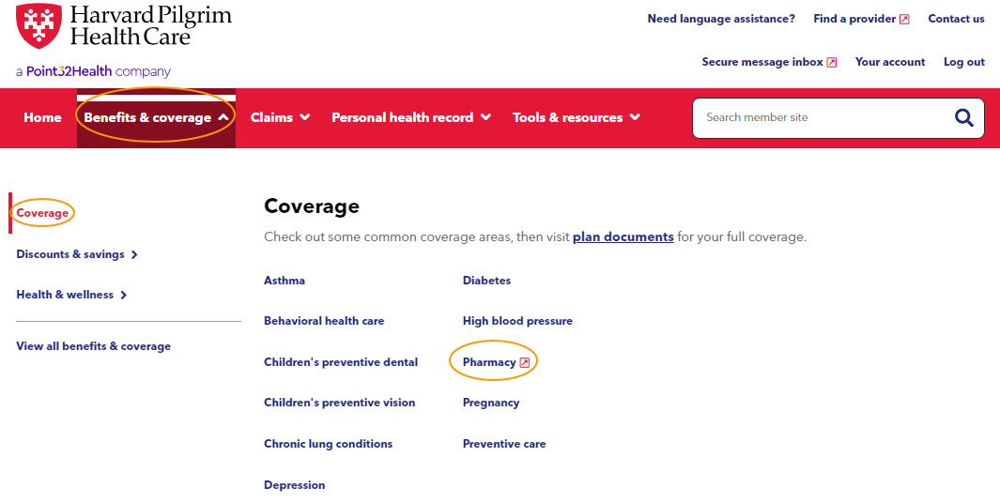 Harvard Pilgrim
Health Care
a Point32Health company
Need language assistance? Find a provider Contact us
Secure message inbox Your account Log out
Home Benefits & coverage Claims Personal health record Tools & resources Search member site
Coverage
Discounts & savings
Health & wellness
View all benefits & coverage
Coverage
Check out some common coverage areas, then visit plan documents for your full coverage.
Asthma Diabetes
Behavioral health care High blood pressure
Children's preventive dental Pharmacy
Children's preventive vision Pregnancy
Chronic lung conditions Preventive care
Depression